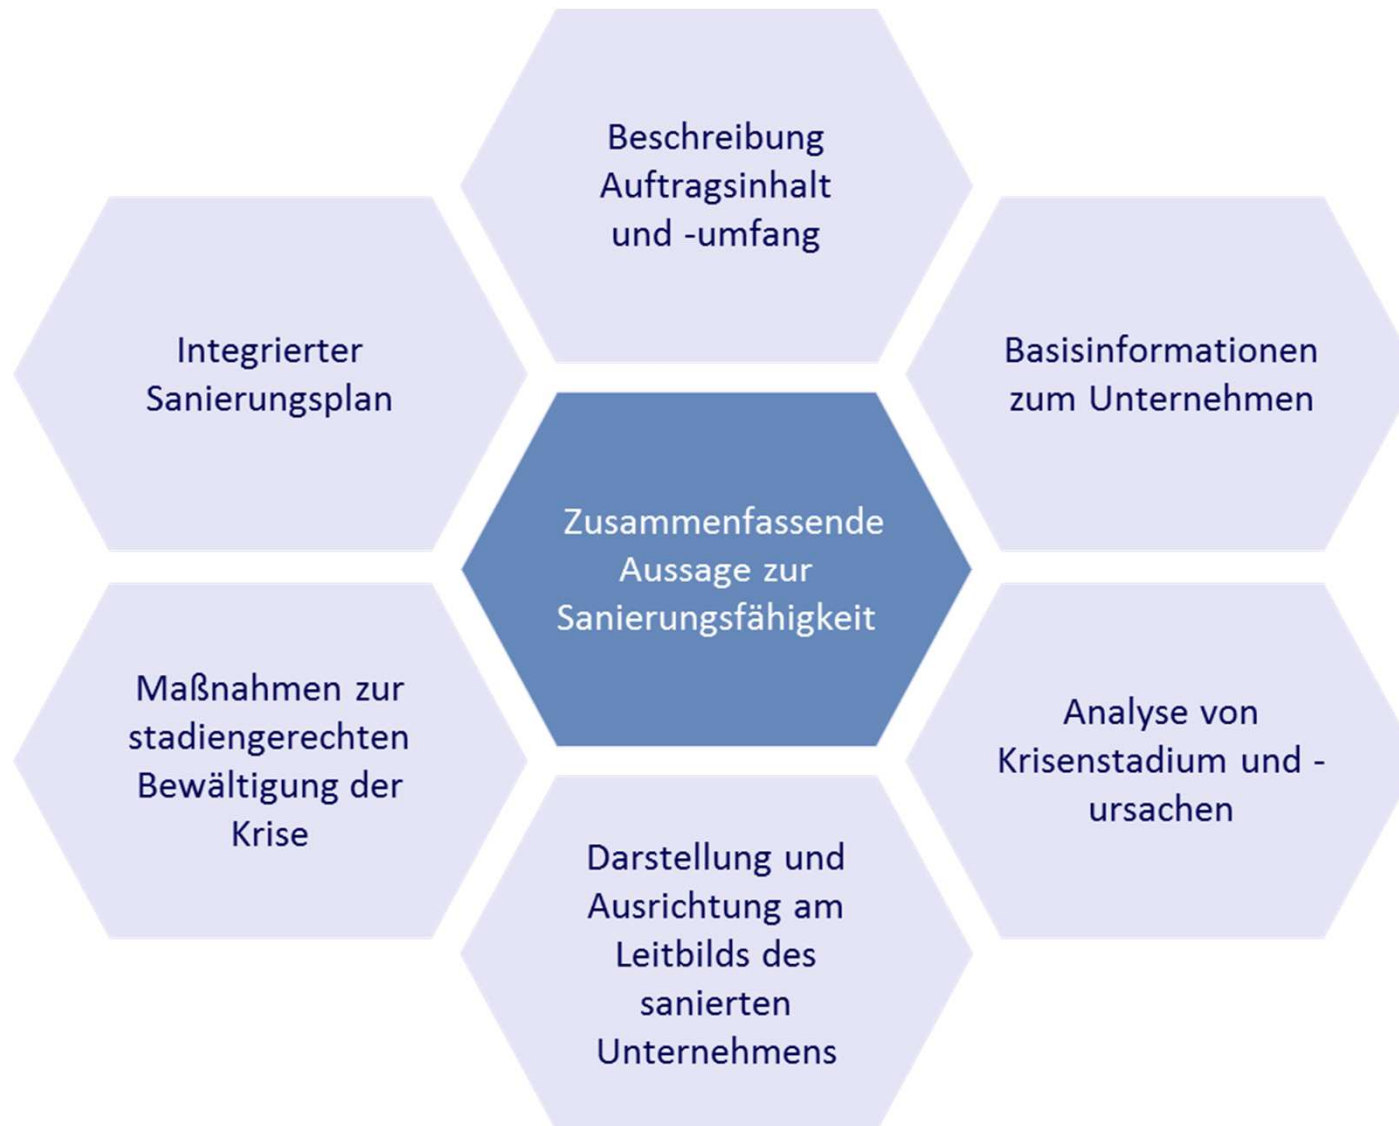 Beschreibung
Auftragsinhalt
und -umfang
Basisinformationen
zum Unternehmen
Analyse von
Krisenstadium und -
ursachen
Darstellung und
Ausrichtung am
Leitbilds des
sanierten
Unternehmens
Maßnahmen zur
stadiengerechten
Bewältigung der
Krise
Integrierter
Sanierungsplan
Zusammenfassende
Aussage zur
Sanierungsfähigkeit